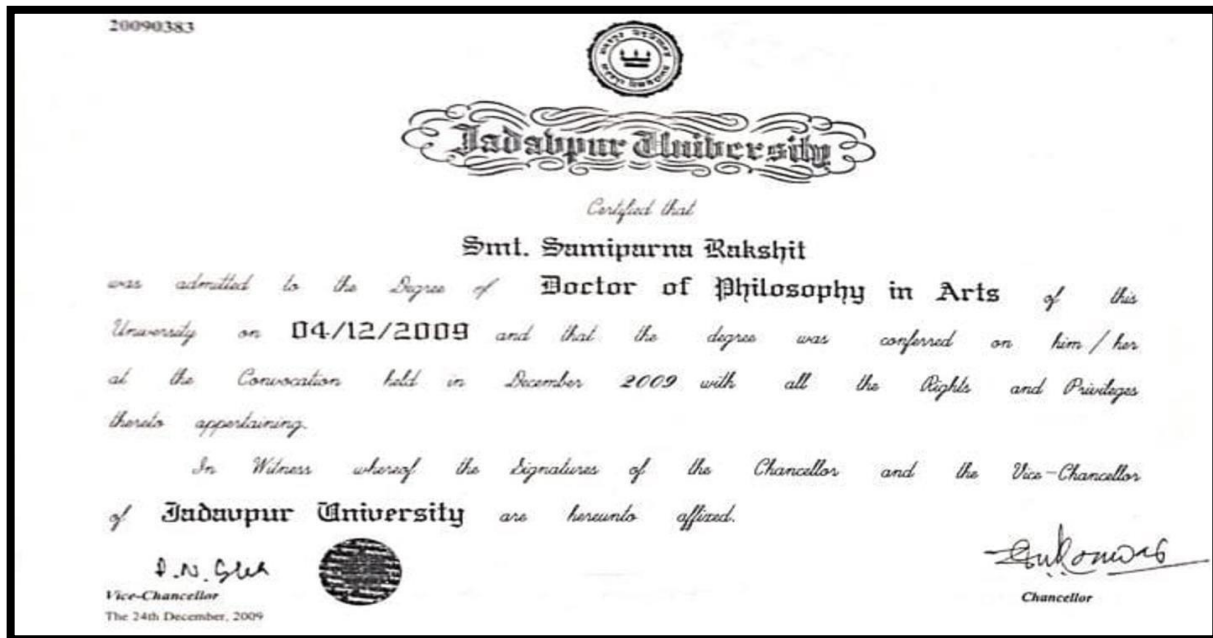 20090383
Jadavpur University
Certified that
Smt. Samiparna Rakshit
was admitted to the Degree of Doctor of Philosophy in Arts of this
University on 04/12/2009 and that the degree was conferred on him / her
at the Convocation held in December 2009 with all the Rights and Privileges
thereto appertaining.
In Witness whereof the Signatures of the Chancellor and the Vice-Chancellor
of Jadavpur University are hereunto affixed.
Vice-Chancellor
Chancellor
The 24th December, 2009